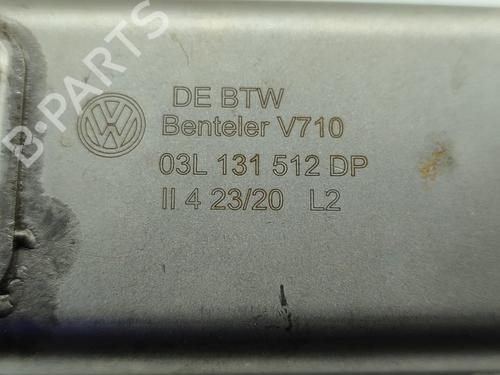 DE BTW
Benteler V710
03L 131 512 DP
II 4 23/20 L2
B-PARTS